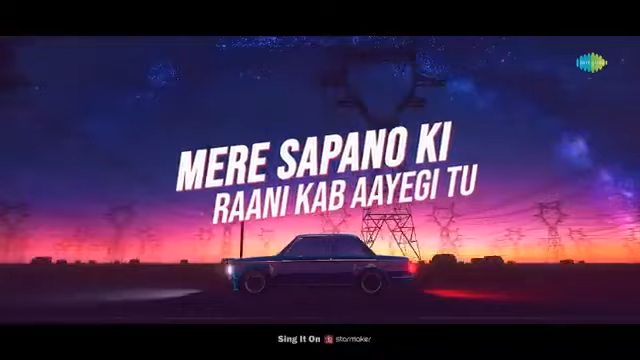 MERE SAPANO KI
RAANI KAB AAYEGI TU
Sing It On starmaker